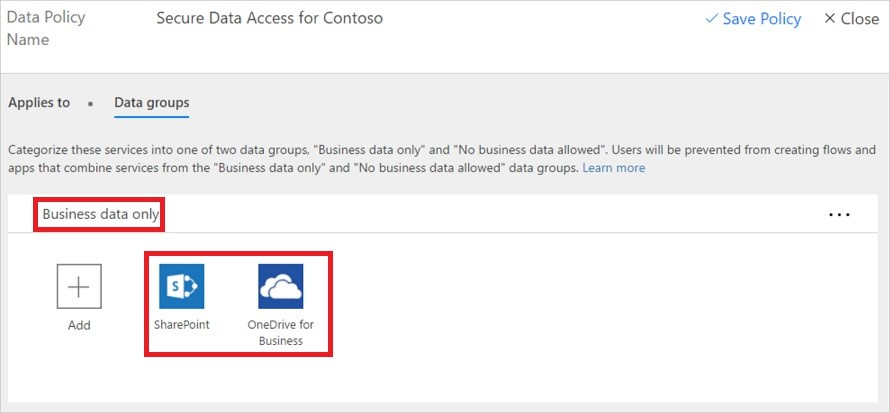 Data Policy
Name
Secure Data Access for Contoso
Save Policy
Close
Applies to
Data groups
Categorize these services into one of two data groups, "Business data only" and "No business data allowed". Users will be prevented from creating flows and
apps that combine services from the "Business data only" and "No business data allowed" data groups. Learn more
Business data only
Add
SharePoint
OneDrive for
Business